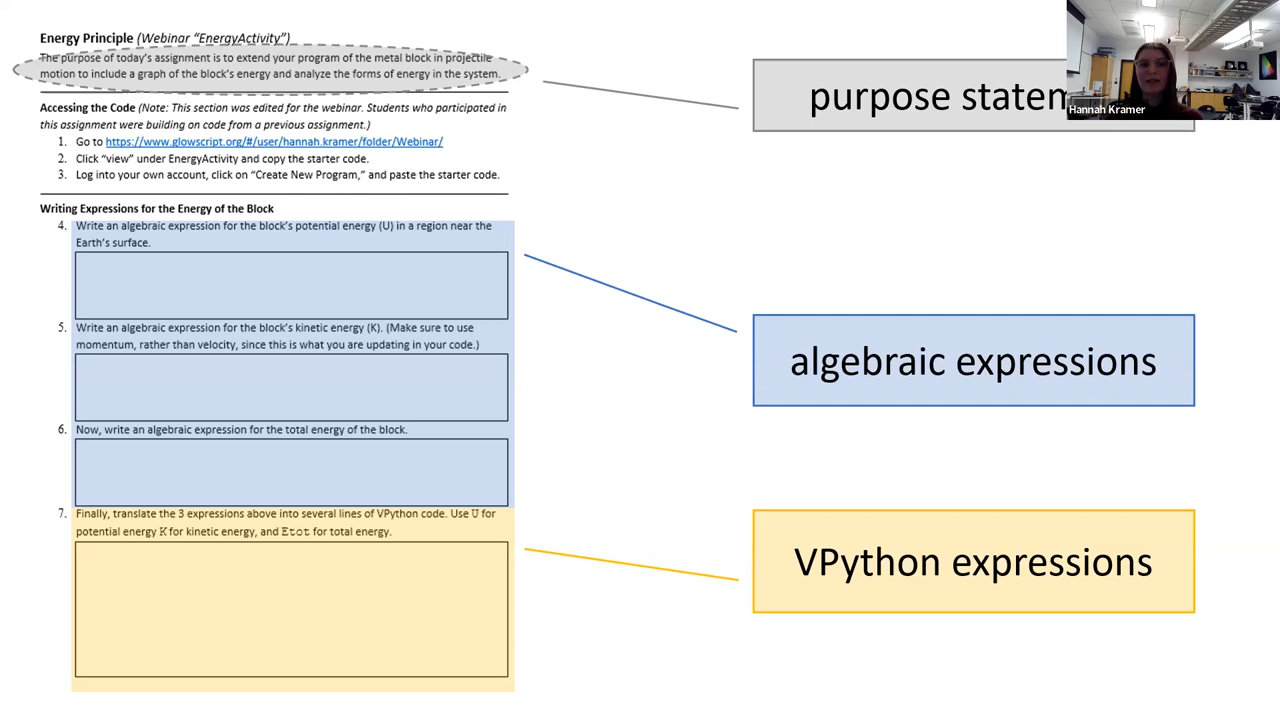 Energy Principle (Webinar “EnergyActivity”)
The purpose of today's assignment is to extend your program of the metal block in projectile
motion to include a graph of the block's energy and analyze the forms of energy in the system.
Accessing the Code (Note: This section was edited for the webinar. Students who participated in
this assignment were building on code from a previous assignment.)
1. Go to https://www.glowscript.org/#/user/hannah.kramer/folder/Webinar/
2. Click “view” under EnergyActivity and copy the starter code.
3. Log into your own account, click on “Create New Program,” and paste the starter code.
Writing Expressions for the Energy of the Block
4. Write an algebraic expression for the block's potential energy (U) in a region near the
Earth's surface.
5. Write an algebraic expression for the block's kinetic energy (K). (Make sure to use
momentum, rather than velocity, since this is what you are updating in your code.)
6. Now, write an algebraic expression for the total energy of the block.
7. Finally, translate the 3 expressions above into several lines of VPython code. Use U for
potential energy K for kinetic energy, and Etot for total energy.
purpose statem
Hannah Kramer
algebraic expressions
VPython expressions